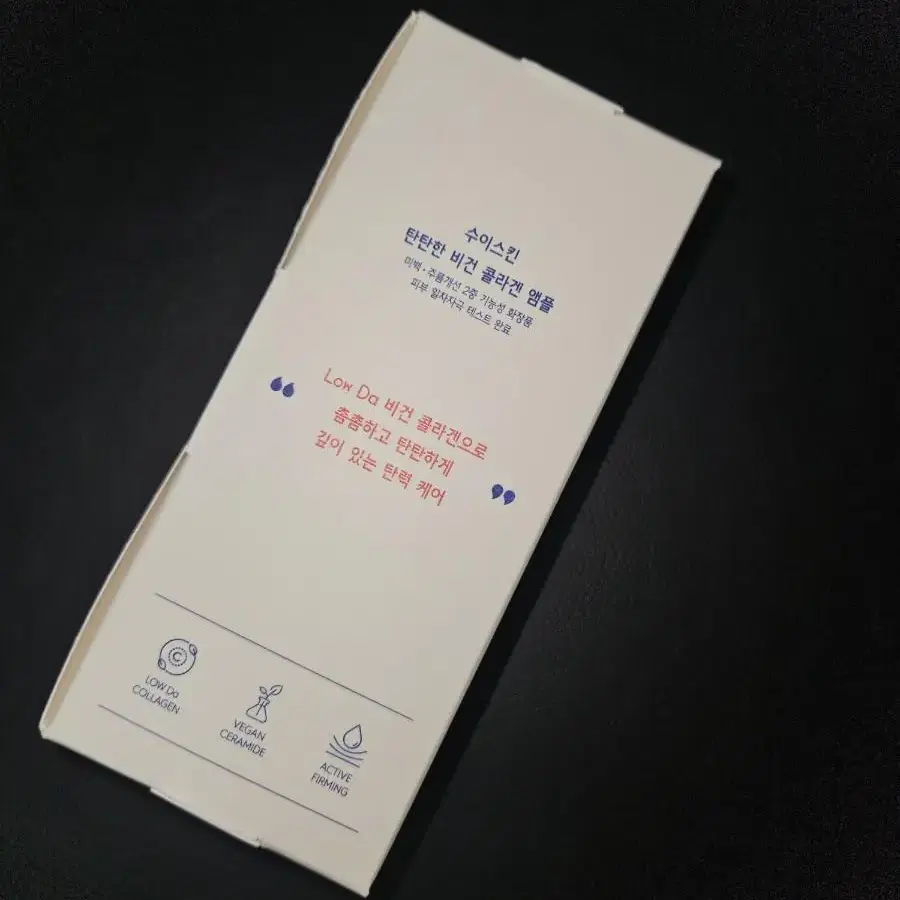 수이스킨
탄탄한 비건 콜라겐 앰플
미백·주름개선 2중 기능성 화장품
피부 일차자극 테스트 완료
“
Low Da 비건 콜라겐으로
촘촘하고 탄탄하게
깊이 있는 탄력 케어
”
LOW Da
COLLAGEN
VEGAN
CERAMIDE
ACTIVE
FIRMING